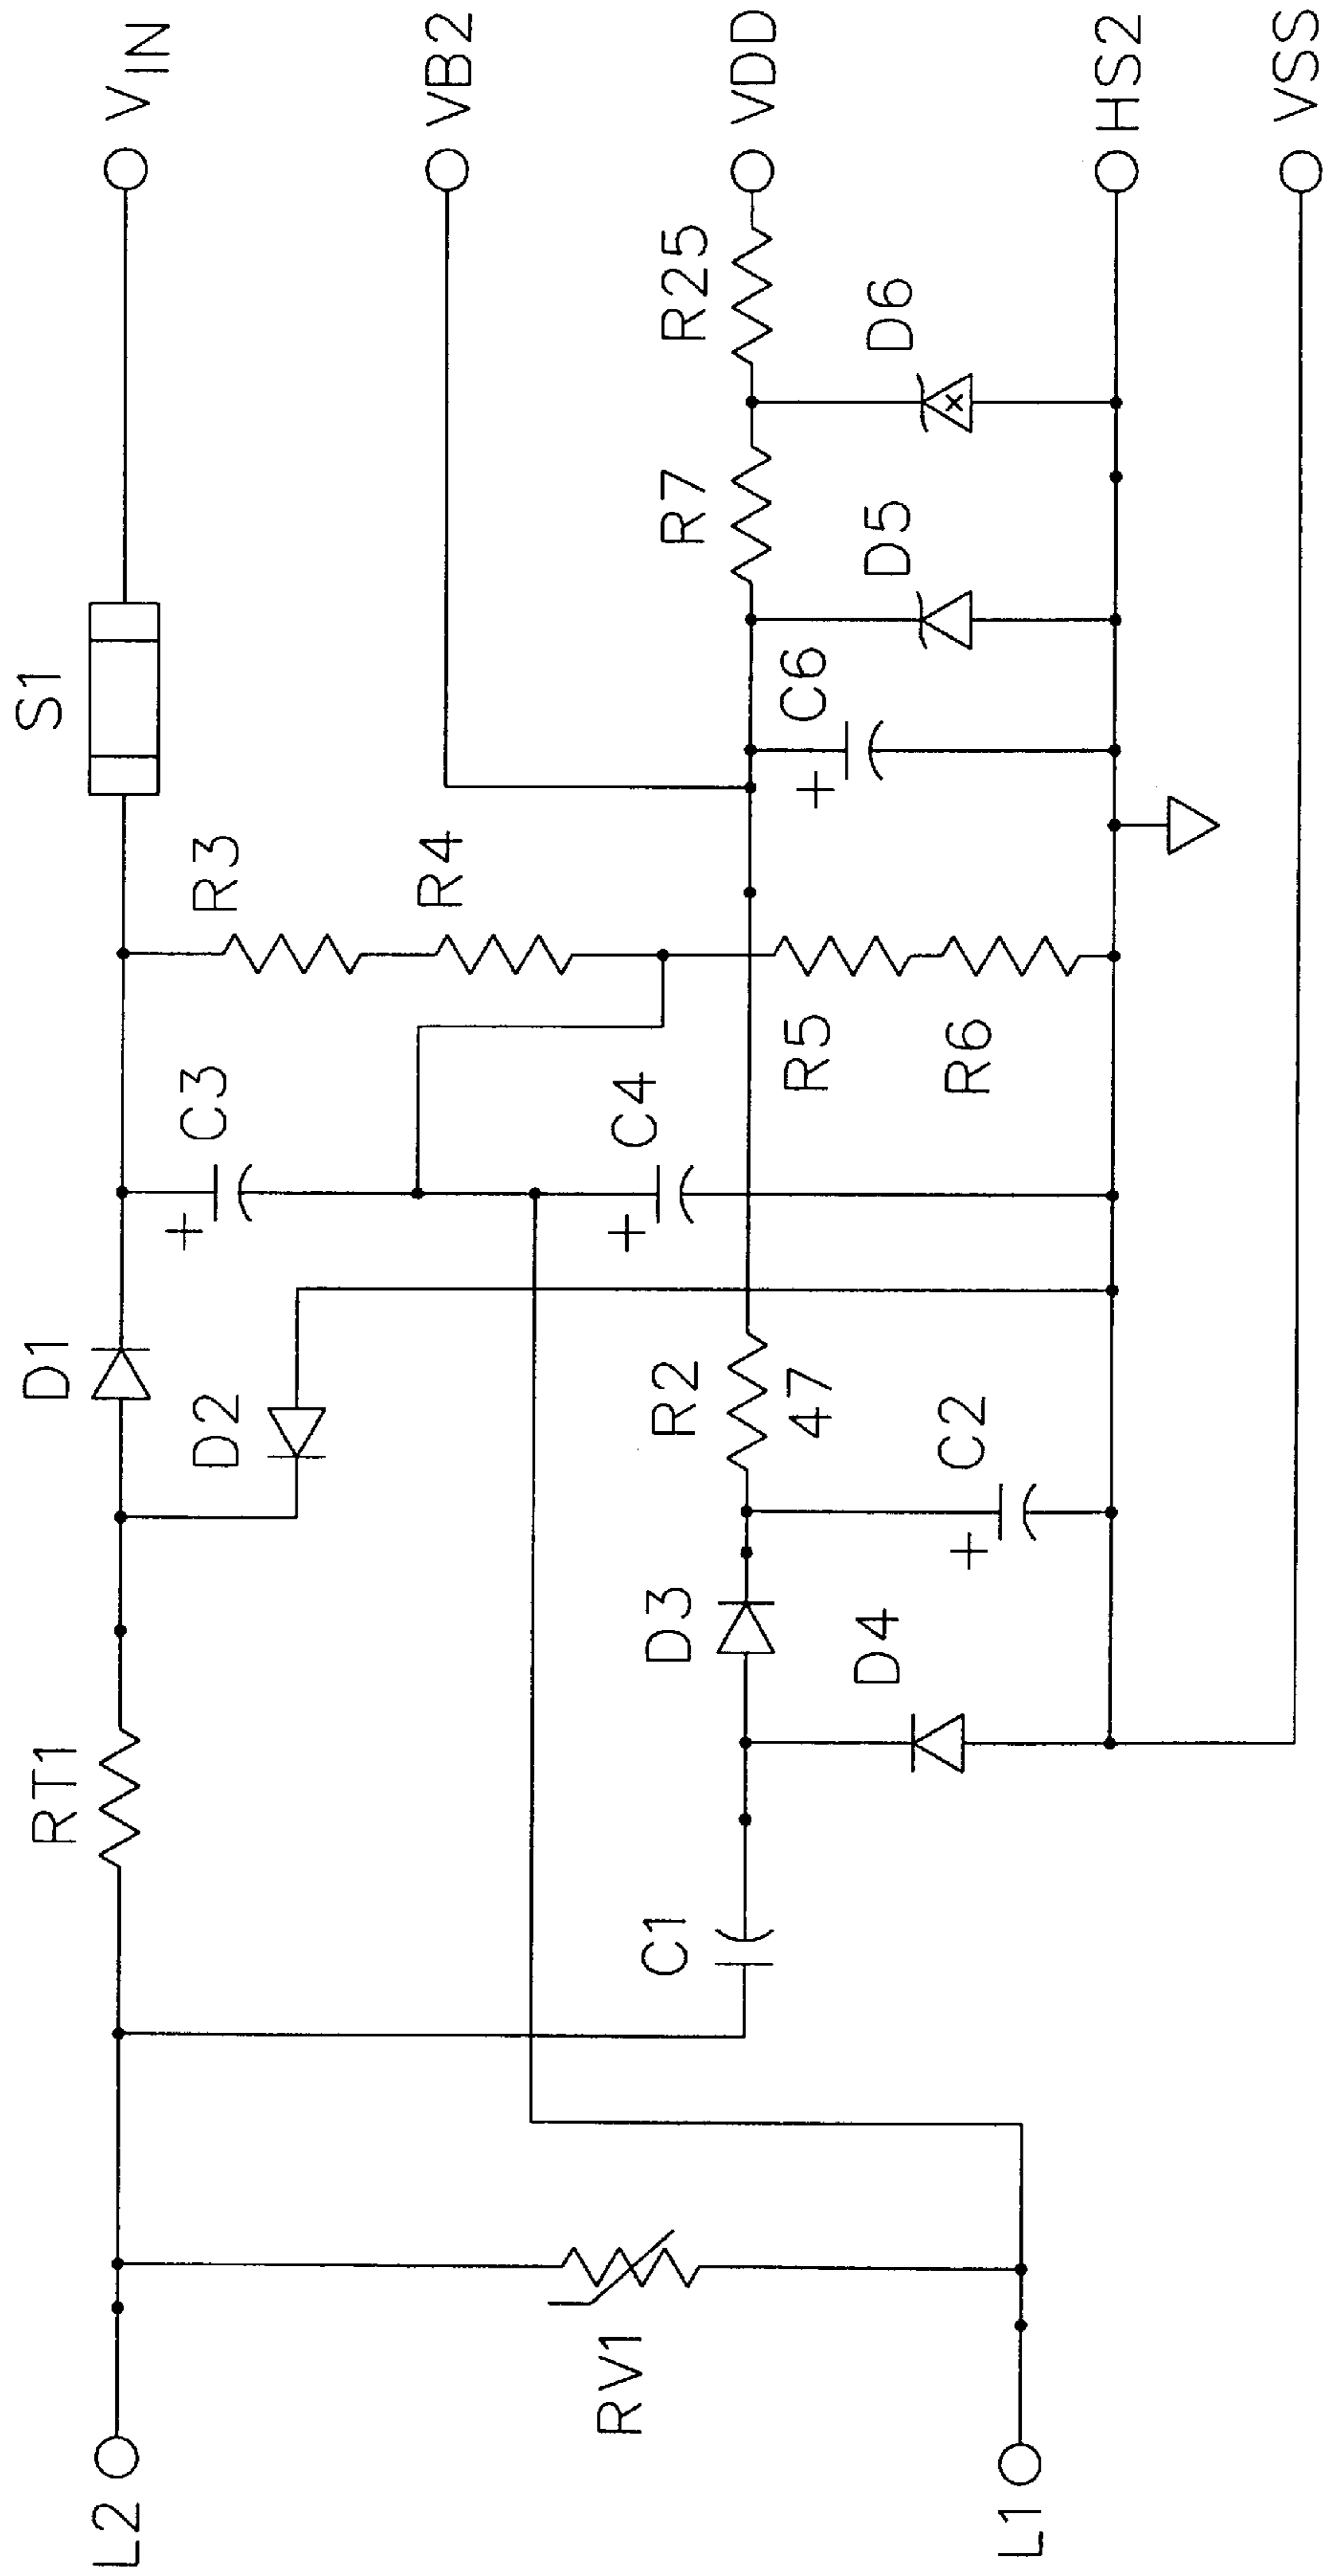 S1
V_IN
D1
R3
RT1
C3
D2
R4
VB2
L2
C4
R7
R25
VDD
R2
47
D3
C1
C6
R5
D5
D6
RV1
D4
C2
R6
HS2
L1
VSS
+
+
+
+
x